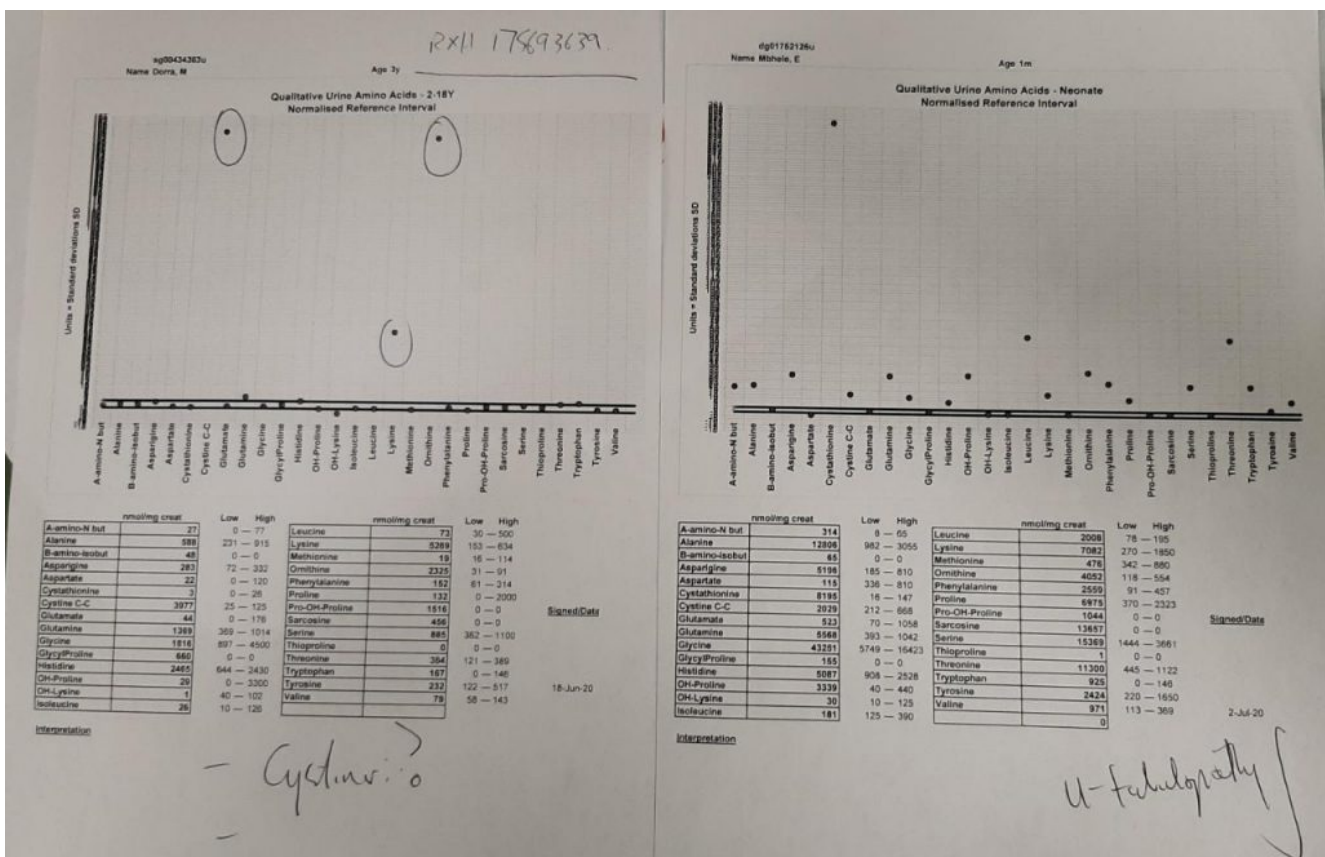 RXH 175693639.
sg00434383u
Name Dorra, M Age 3y
Qualitative Urine Amino Acids - 2-18Y
Normalised Reference Interval
Units = Standard deviations SD
A-amino-N but
Alanine
B-amino-isobut
Asparigine
Aspartate
Cystathionine
Cystine C-C
Glutamate
Glutamine
Glycine
GlycylProline
Histidine
OH-Proline
OH-Lysine
Isoleucine
Leucine
Lysine
Methionine
Ornithine
Phenylalanine
Proline
Pro-OH-Proline
Sarcosine
Serine
Thioproline
Threonine
Tryptophan
Tyrosine
Valine
nmol/mg creat Low High nmol/mg creat Low High
A-amino-N but 27 0 — 77 Leucine 73 30 — 500
Alanine 588 231 — 915 Lysine 5369 153 — 634
B-amino-isobut 48 0 — 0 Methionine 19 16 — 114
Asparigine 283 72 — 332 Ornithine 2325 31 — 91
Aspartate 22 0 — 120 Phenylalanine 152 61 — 314
Cystathionine 3 0 — 26 Proline 132 0 — 2000
Cystine C-C 3977 25 — 125 Pro-OH-Proline 1516 0 — 0
Glutamate 44 0 — 176 Sarcosine 456 0 — 0
Glutamine 1369 369 — 1014 Serine 885 362 — 1100
Glycine 1816 897 — 4500 Thioproline 0 0 — 0
GlycylProline 660 0 — 0 Threonine 364 121 — 389
Histidine 2465 644 — 2430 Tryptophan 167 0 — 146
OH-Proline 29 0 — 3300 Tyrosine 232 122 — 517
OH-Lysine 1 40 — 102 Valine 79 58 — 143
Isoleucine 26 10 — 126
Signed/Date
18-Jun-20
Interpretation
dg01762126u
Name Mbhele, E Age 1m
Qualitative Urine Amino Acids - Neonate
Normalised Reference Interval
Units = Standard deviations SD
A-amino-N but
Alanine
B-amino-isobut
Asparigine
Aspartate
Cystathionine
Cystine C-C
Glutamate
Glutamine
Glycine
GlycylProline
Histidine
OH-Proline
OH-Lysine
Isoleucine
Leucine
Lysine
Methionine
Ornithine
Phenylalanine
Proline
Pro-OH-Proline
Sarcosine
Serine
Thioproline
Threonine
Tryptophan
Tyrosine
Valine
nmol/mg creat Low High nmol/mg creat Low High
A-amino-N but 314 8 — 65 Leucine 2008 78 — 195
Alanine 12806 982 — 3055 Lysine 7082 270 — 1850
B-amino-isobut 65 0 — 0 Methionine 476 342 — 880
Asparigine 5196 185 — 810 Ornithine 4052 118 — 554
Aspartate 115 336 — 810 Phenylalanine 2559 91 — 457
Cystathionine 8195 16 — 147 Proline 6975 370 — 2323
Cystine C-C 2029 212 — 668 Pro-OH-Proline 1044 0 — 0
Glutamate 523 70 — 1058 Sarcosine 13657 0 — 0
Glutamine 5568 393 — 1042 Serine 15369 1444 — 3661
Glycine 43251 5749 — 16423 Thioproline 1 0 — 0
GlycylProline 155 0 — 0 Threonine 11300 445 — 1122
Histidine 5087 908 — 2528 Tryptophan 925 0 — 146
OH-Proline 3339 40 — 440 Tyrosine 2424 220 — 1650
OH-Lysine 30 10 — 125 Valine 971 113 — 369
Isoleucine 181 125 — 390 0
Signed/Date
2-Jul-20
Interpretation